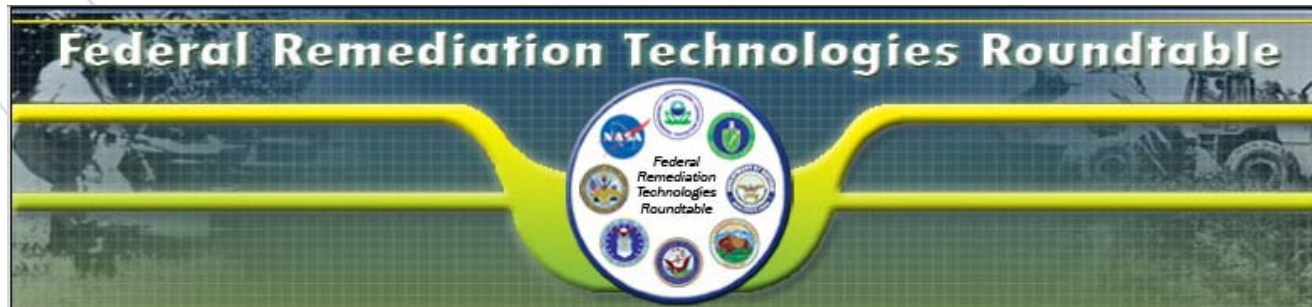 Federal Remediation Technologies Roundtable
NASA
Federal
Remediation
Technologies
Roundtable